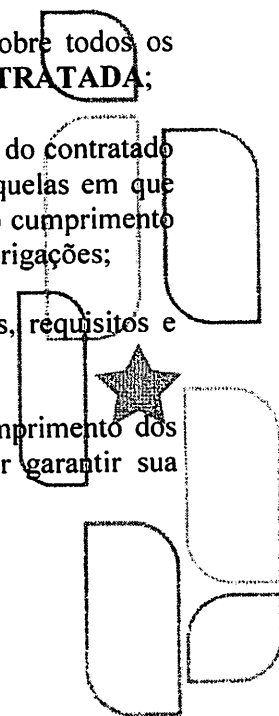 obre todos os
TRATADA;
do contratado
quelas em que
cumprimento
rigações;
s, requisitos e
mprimento dos
r garantir sua